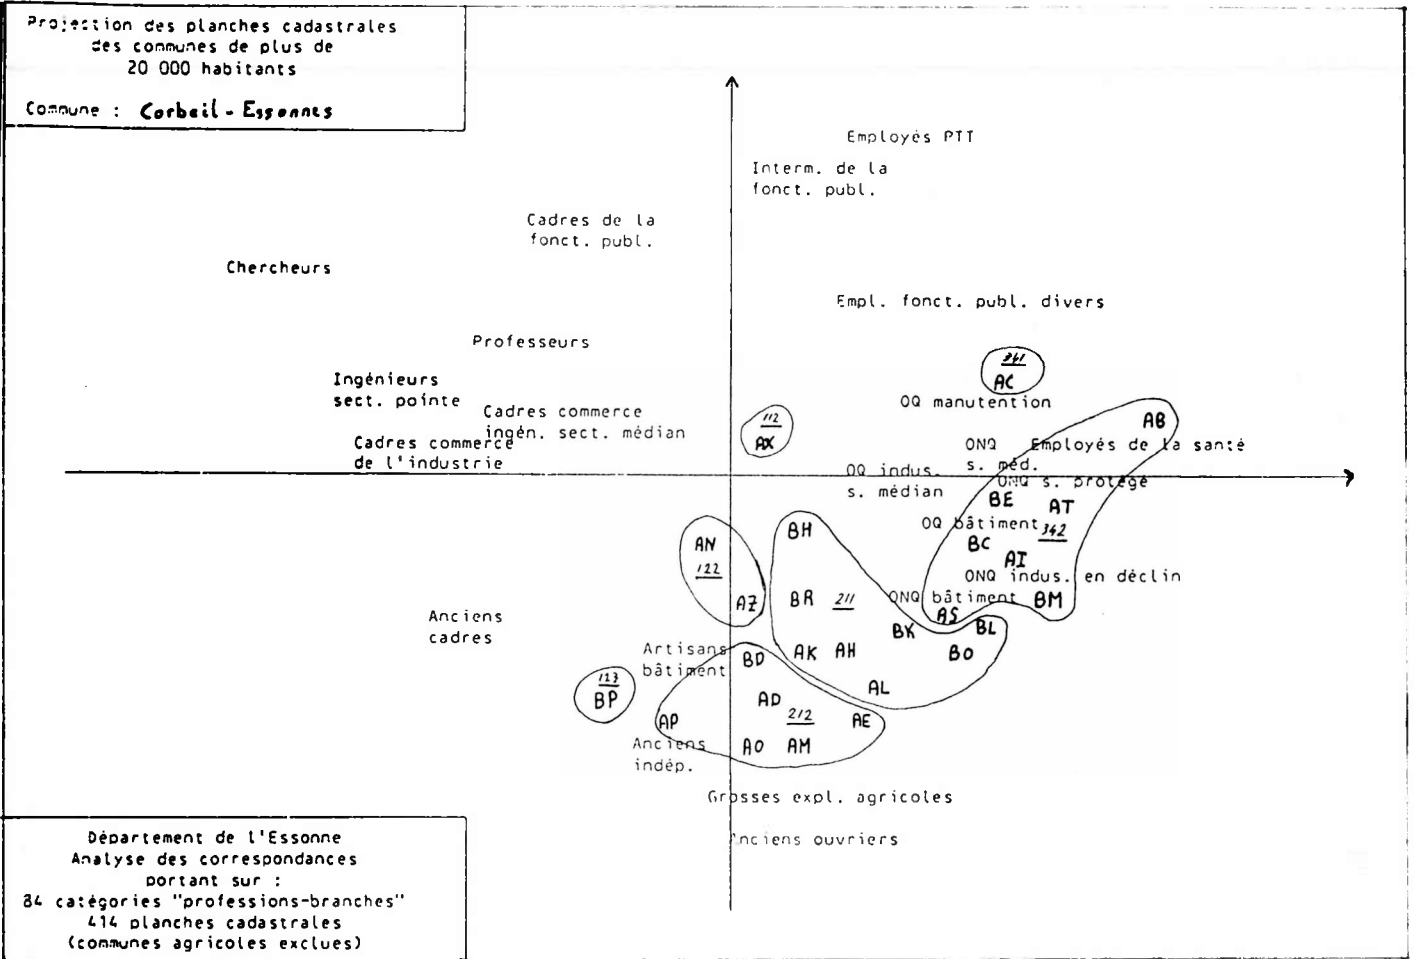 Projection des planches cadastrales
des communes de plus de
20 000 habitants
Commune : Corbeil-Essonnes
Employés PTT
Interm. de la
fonct. publ.
Cadres de la
fonct. publ.
Chercheurs
Empl. fonct. publ. divers
Professeurs
341
AC
Ingénieurs
sect. pointe
OQ manutention
Cadres commerce
ingén. sect. médian
112
AX
AB
Cadres commerce
de l'industrie
ONQ
s. méd.
Employés de la santé
OQ indus.
s. médian
ONQ s. protégé
BE
AT
OQ bâtiment
342
BH
AN
122
BC
AI
ONQ indus. en déclin
AZ
BR
211
ONQ bâtiment
BM
AS
Anciens
cadres
BK
BL
Artisans
bâtiment
BD
AK
AH
BO
123
BP
AL
AD
AP
212
AE
Anciens
indép.
AO
AM
Grosses expl. agricoles
Anciens ouvriers
Département de l'Essonne
Analyse des correspondances
portant sur :
84 catégories "professions-branches"
414 planches cadastrales
(communes agricoles exclues)